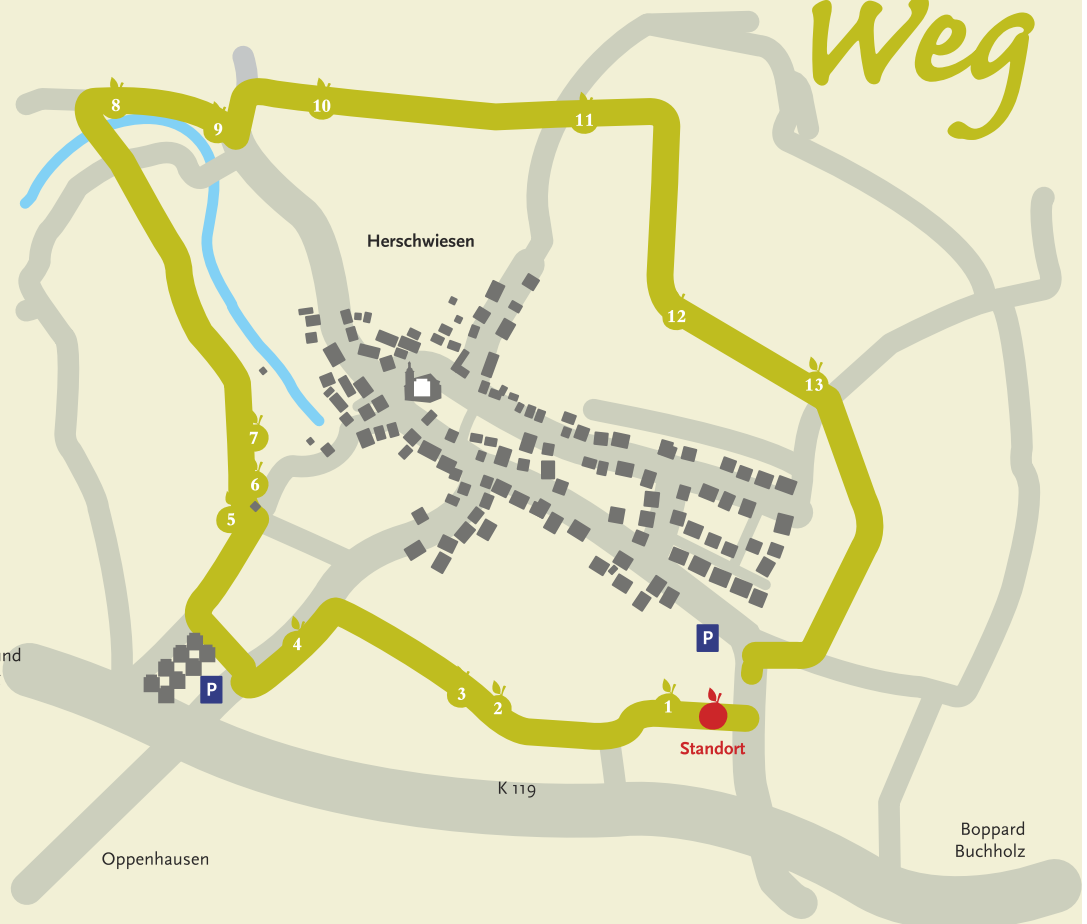 Weg
8
9
10
11
Herschwiesen
12
13
7
6
5
4
P
und
P
3
2
1
Standort
K 119
Oppenhausen
Boppard
Buchholz